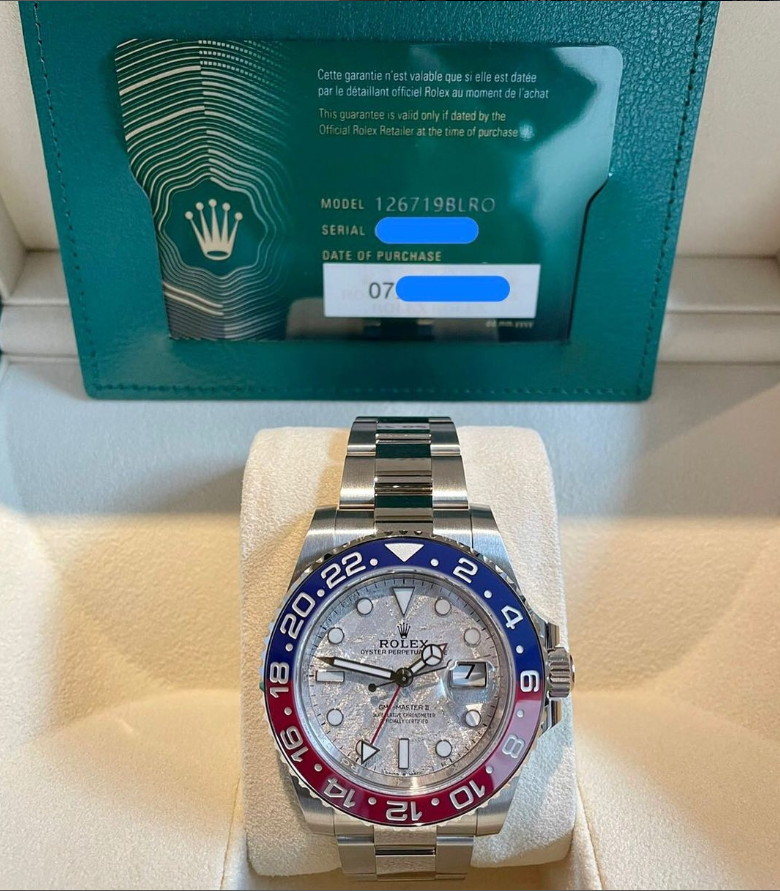 Cette garantie n'est valable que si elle est datée
par le détaillant officiel Rolex au moment de l'achat
This guarantee is valid only if dated by the
Official Rolex Retailer at the time of purchase
MODEL 126719BLRO
SERIAL
DATE OF PURCHASE
07
22 2
20 4
18 6
16 8
14 12 10
ROLEX
OYSTER
7
GMT-MASTER II
SUPERLATIVE CHRONOMETER
OFFICIALLY CERTIFIED